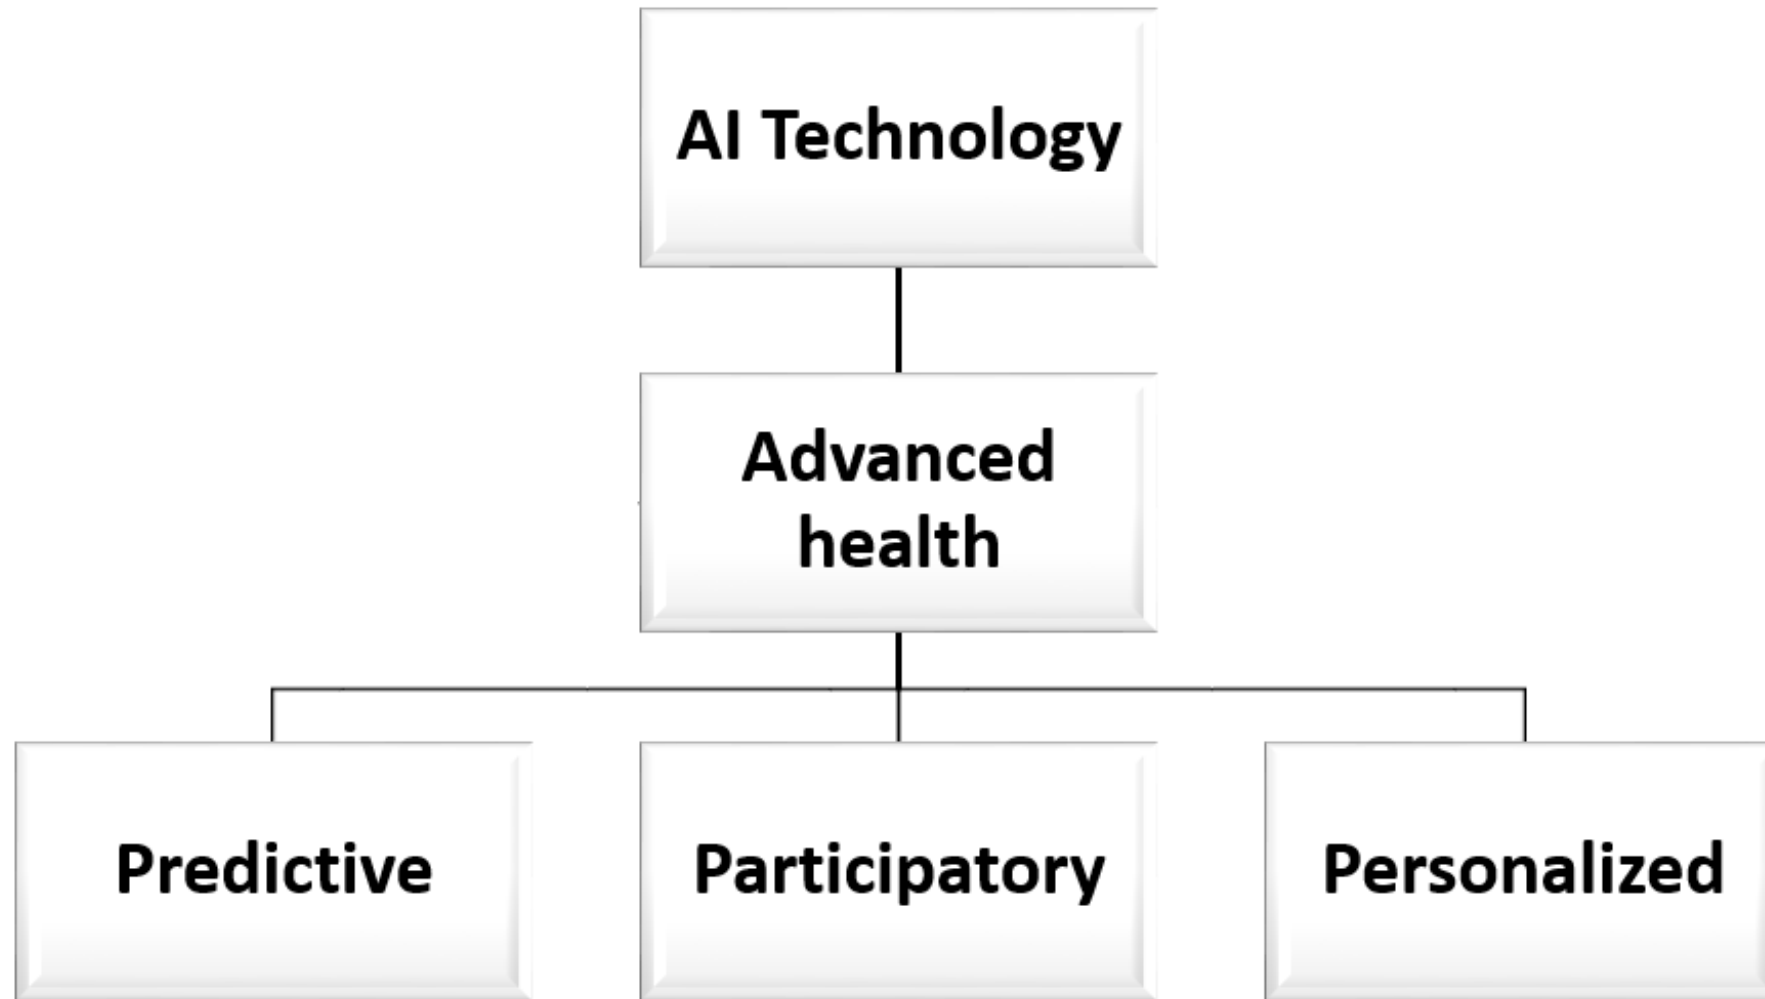 AI Technology
Advanced
health
Predictive
Participatory
Personalized